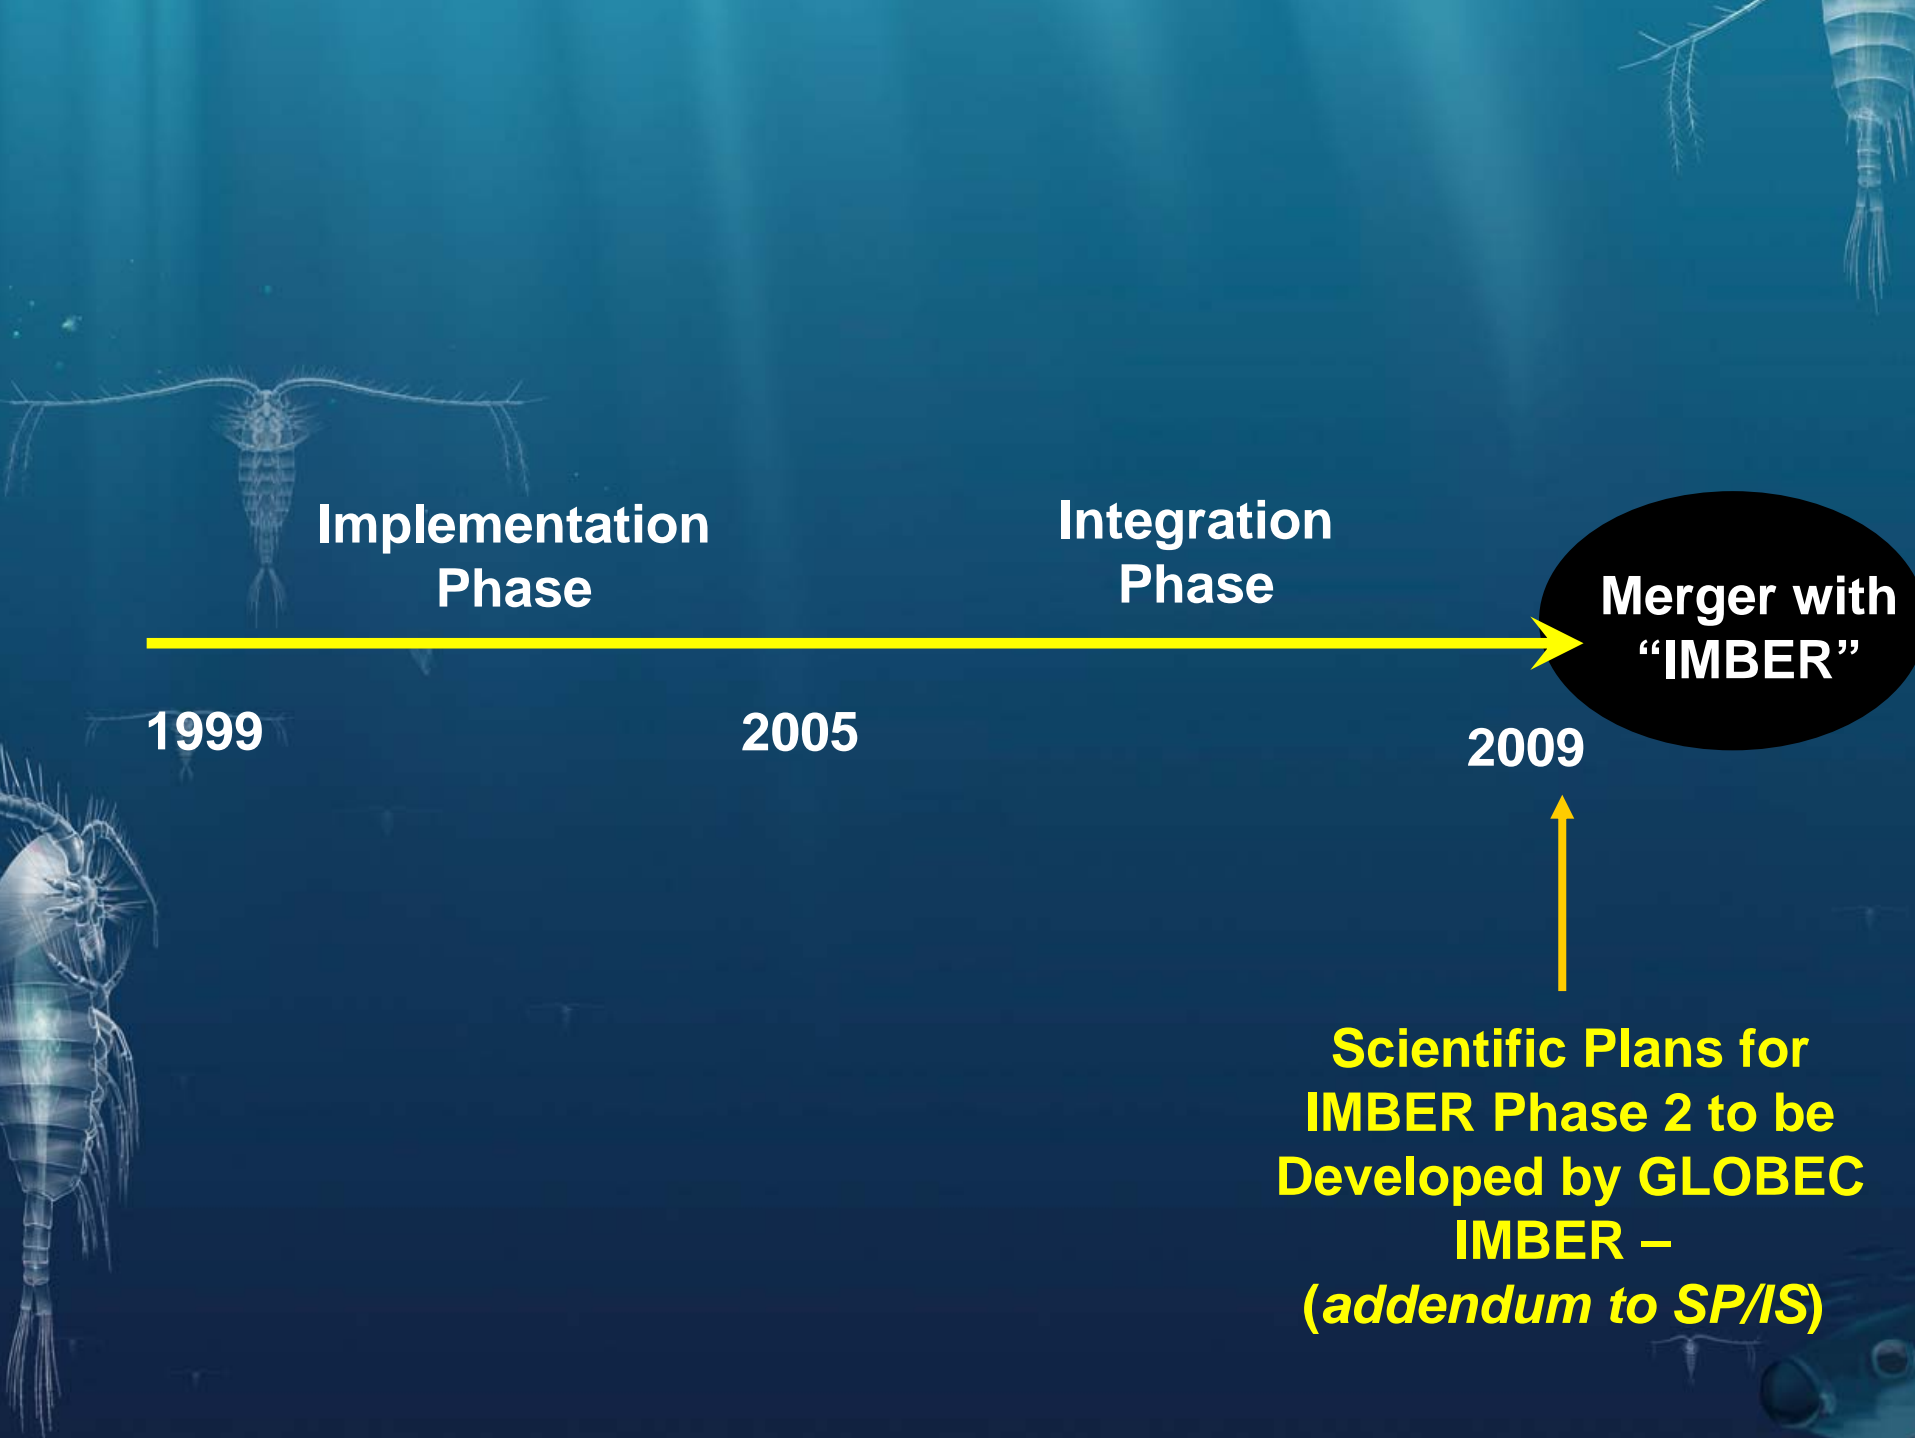 Implementation
Phase
Integration
Phase
Merger with
“IMBER”
1999
2005
2009
Scientific Plans for
IMBER Phase 2 to be
Developed by GLOBEC
IMBER –
(addendum to SP/IS)